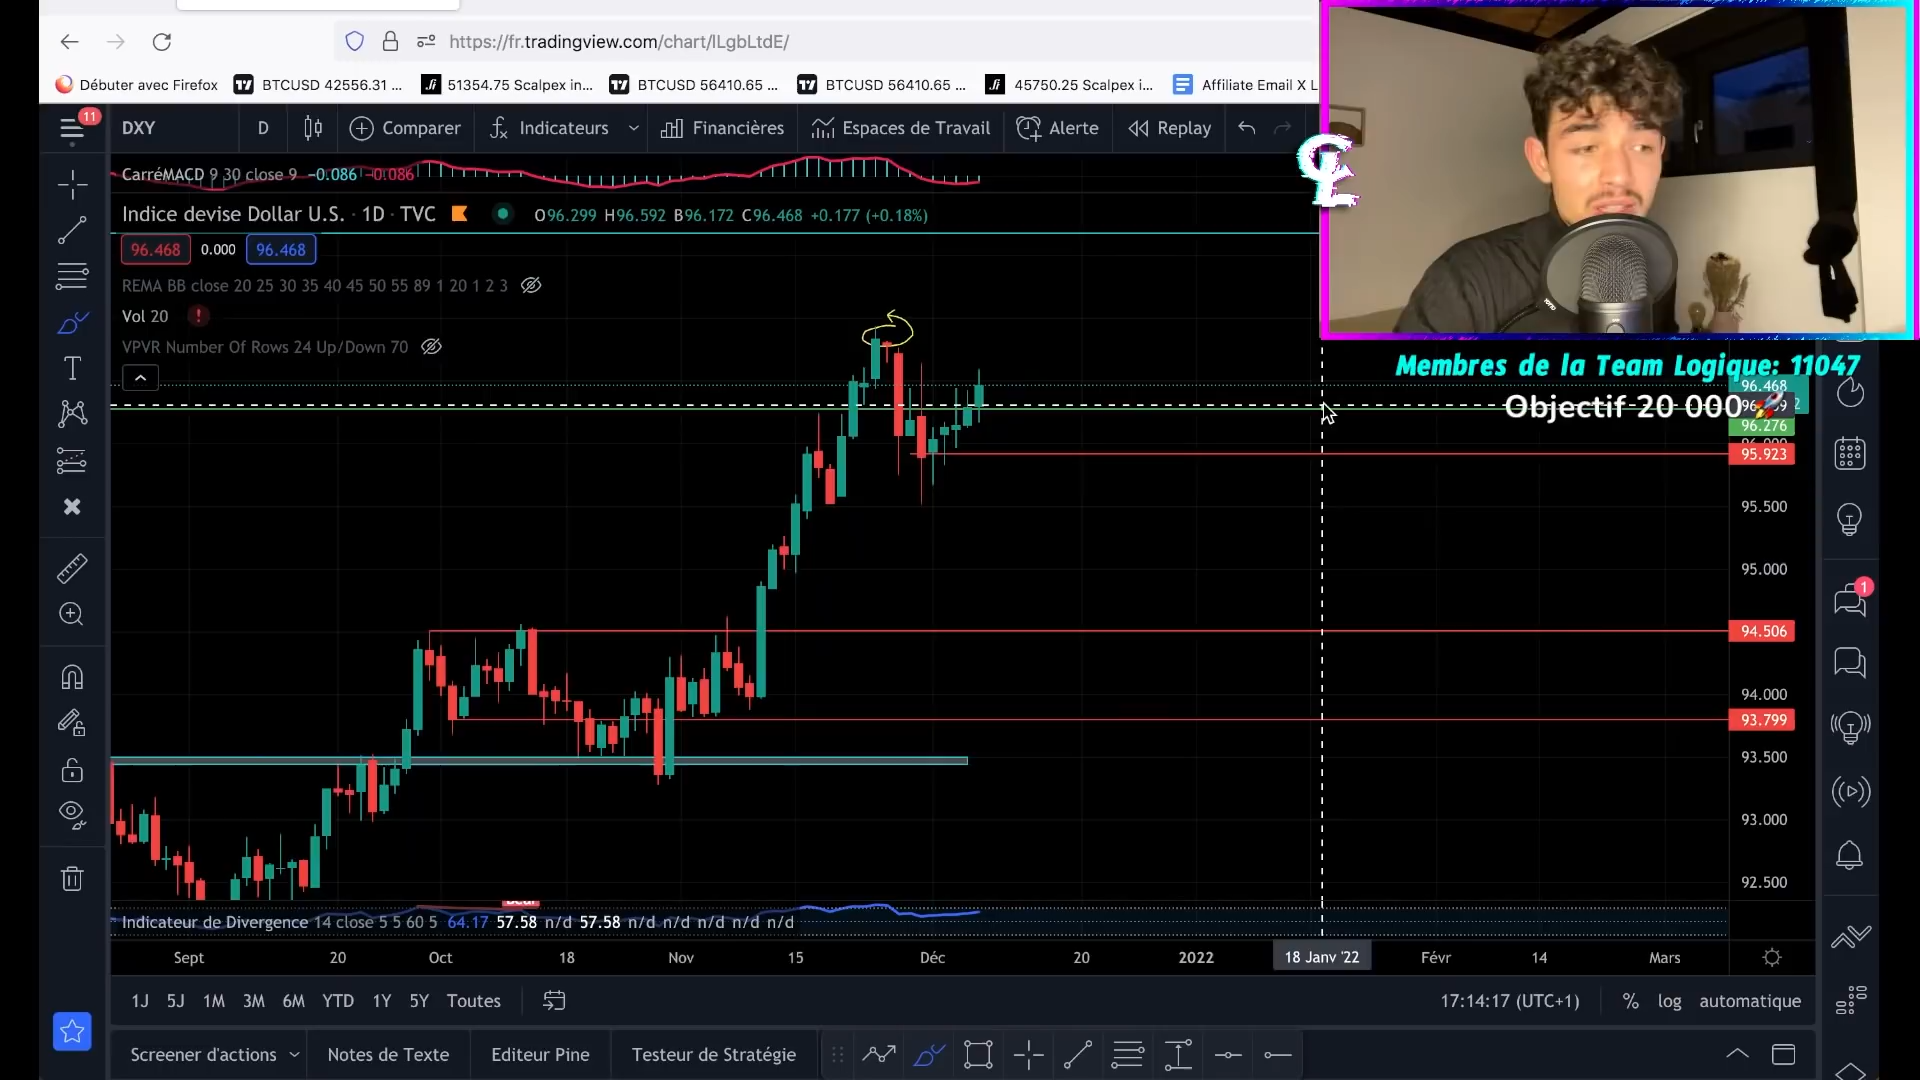 https://fr.tradingview.com/chart/lLgbLtdE/
Débuter avec Firefox
BTCUSD 42556.31 ...
51354.75 Scalpex in...
BTCUSD 56410.65 ...
BTCUSD 56410.65 ...
45750.25 Scalpex i...
Affiliate Email X L
11
DXY
D
Comparer
Indicateurs
Financières
Espaces de Travail
Alerte
Replay
CarréMACD 9 30 close 9 -0.086 -0.086
Indice devise Dollar U.S. · 1D · TVC
O96.299 H96.592 B96.172 C96.468 +0.177 (+0.18%)
96.468 0.000 96.468
REMA BB close 20 25 30 35 40 45 50 55 89 1 20 1 2 3
Vol 20
VPVR Number Of Rows 24 Up/Down 70
Membres de la Team Logique: 11047
Objectif 20 000🚀
96.468
96.276
95.923
95.500
95.000
94.506
94.000
93.799
93.500
93.000
92.500
1
Indicateur de Divergence 14 close 5 5 60 5 64.17 57.58 n/d 57.58 n/d n/d n/d n/d n/d
Sept 20 Oct 18 Nov 15 Déc 20 2022 18 Janv '22 Févr 14 Mars
1J 5J 1M 3M 6M YTD 1Y 5Y Toutes
17:14:17 (UTC+1) % log automatique
Screener d'actions
Notes de Texte
Editeur Pine
Testeur de Stratégie